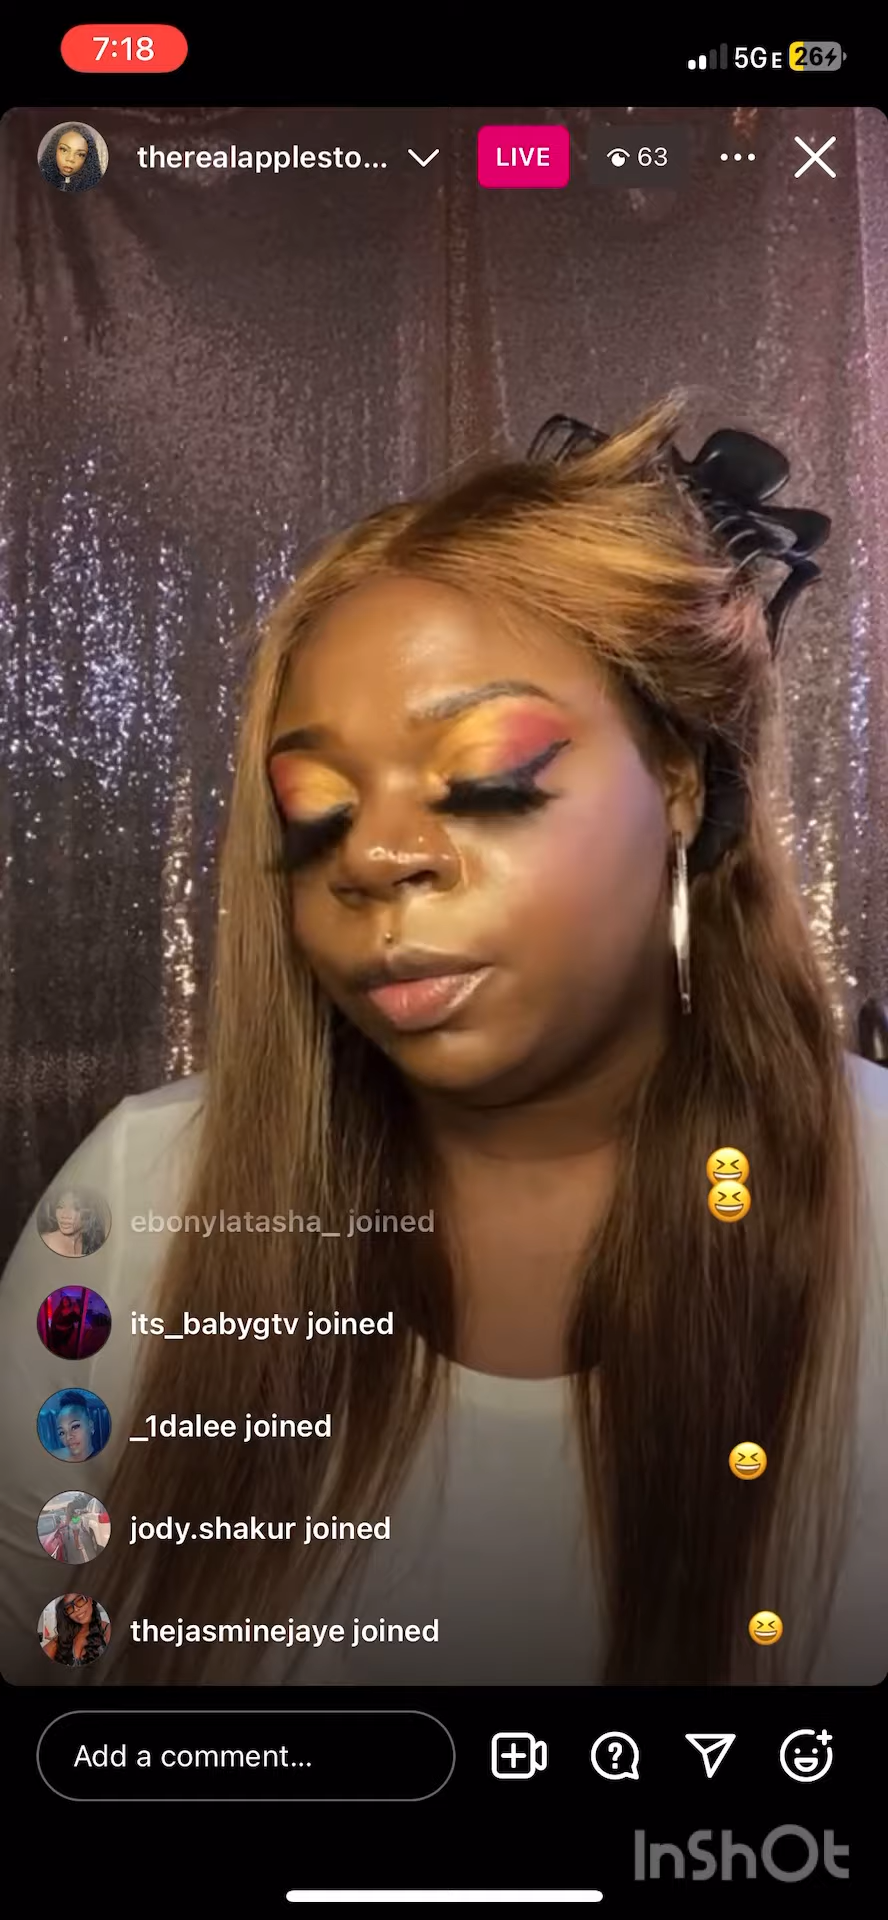 7:18
5GE 26
therealapplesto... LIVE 63
ebonylatasha_ joined
its_babygtv joined
_1dalee joined
jody.shakur joined
thejasminejaye joined
Add a comment...
InShOt